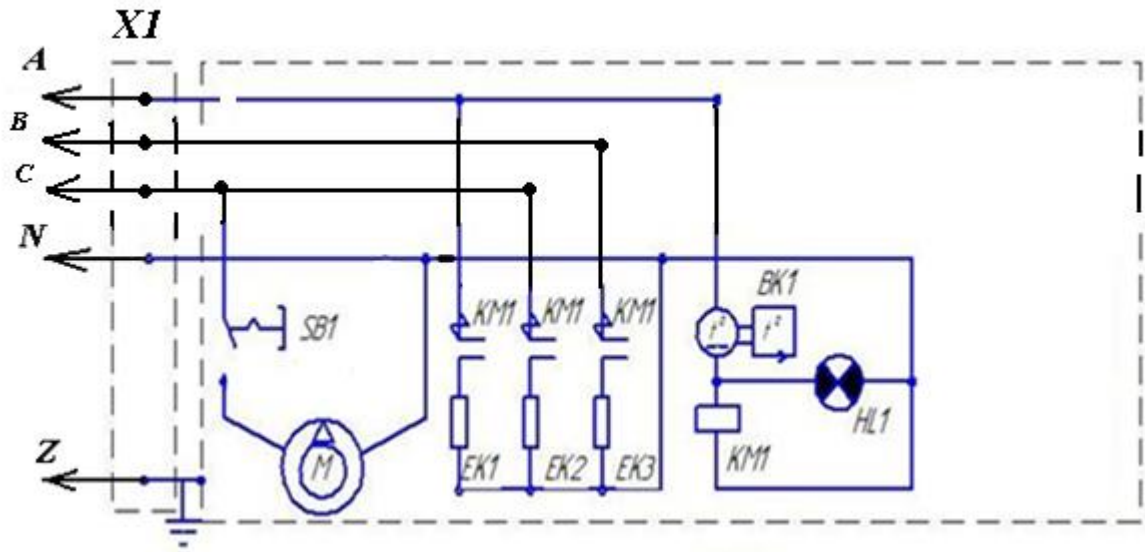 X1
A
B
C
N
SB1
KM1 KM1 KM1
BK1
t° t°
HL1
M
EK1 EK2 EK3
KM1
Z